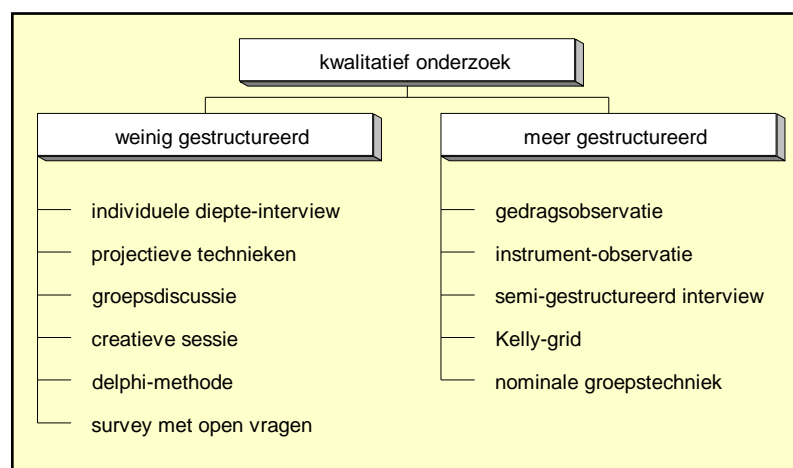 kwalitatief onderzoek
weinig gestructureerd
individuele diepte-interview
projectieve technieken
groepsdiscussie
creatieve sessie
delphi-methode
survey met open vragen
meer gestructureerd
gedragsobservatie
instrument-observatie
semi-gestructureerd interview
Kelly-grid
nominale groepstechniek